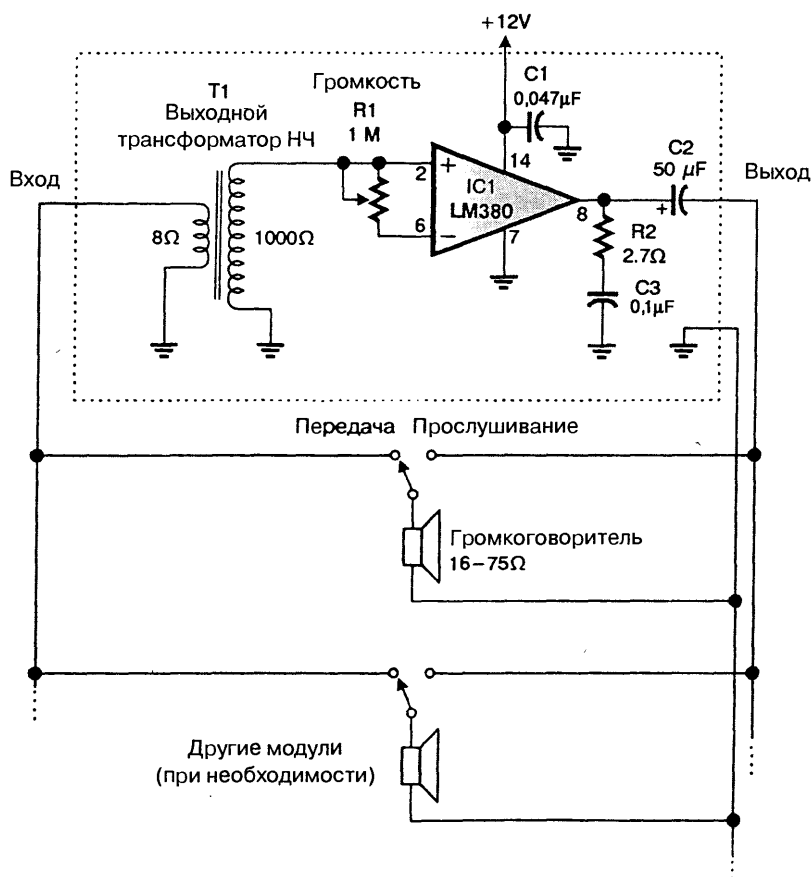 +12V
T1
Выходной
трансформатор НЧ
Громкость
R1
1 M
C1
0,047µF
C2
50 µF
Вход
Выход
2
14
+
IC1
LM380
8
+
6
−
7
8Ω
1000Ω
R2
2.7Ω
C3
0,1µF
Передача Прослушивание
Громкоговоритель
16–75Ω
Другие модули
(при необходимости)